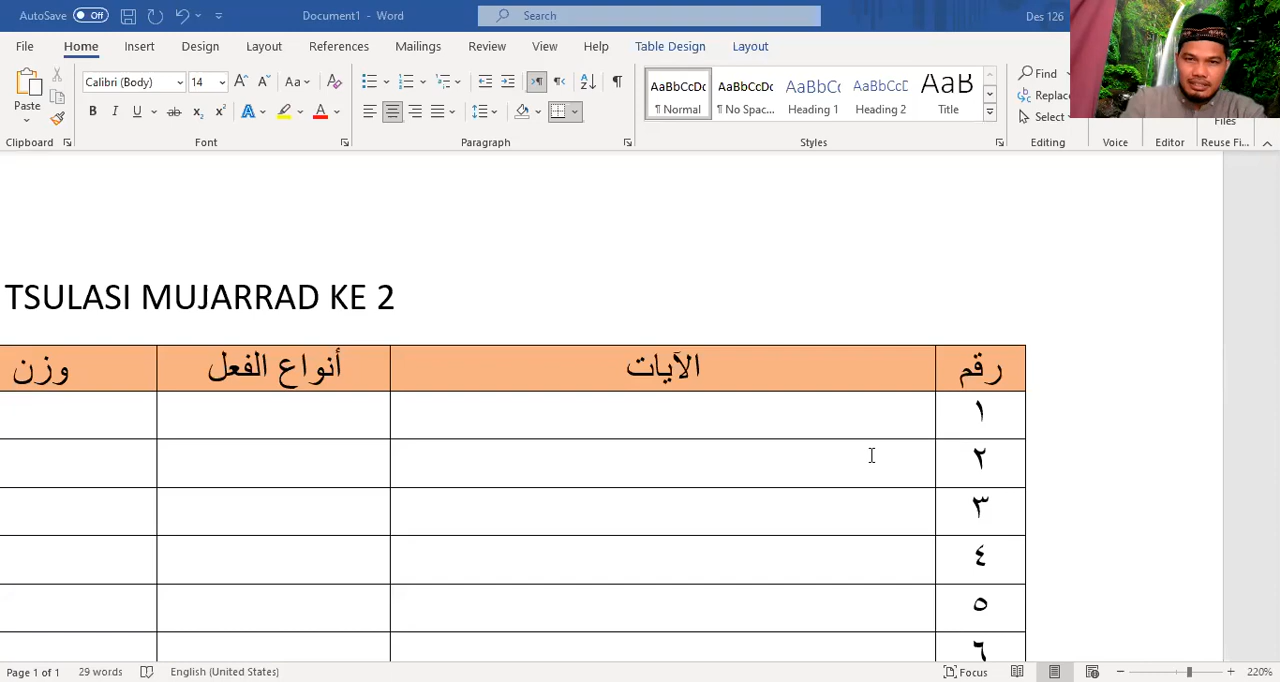 AutoSave Off Document1 - Word Search Des 126
File Home Insert Design Layout References Mailings Review View Help Table Design Layout
Paste Calibri (Body) 14 Aa AaBbCcDc AaBbCcDc AaBbCc AaBbCcD AaB Find
¶ Normal ¶ No Spac... Heading 1 Heading 2 Title Replace Select Files
Clipboard Font Paragraph Styles Editing Voice Editor Reuse Fi...
TSULASI MUJARRAD KE 2
رقم الآيات أنواع الفعل وزن
١
٢
٣
٤
٥
٦
Page 1 of 1 29 words English (United States) Focus 220%